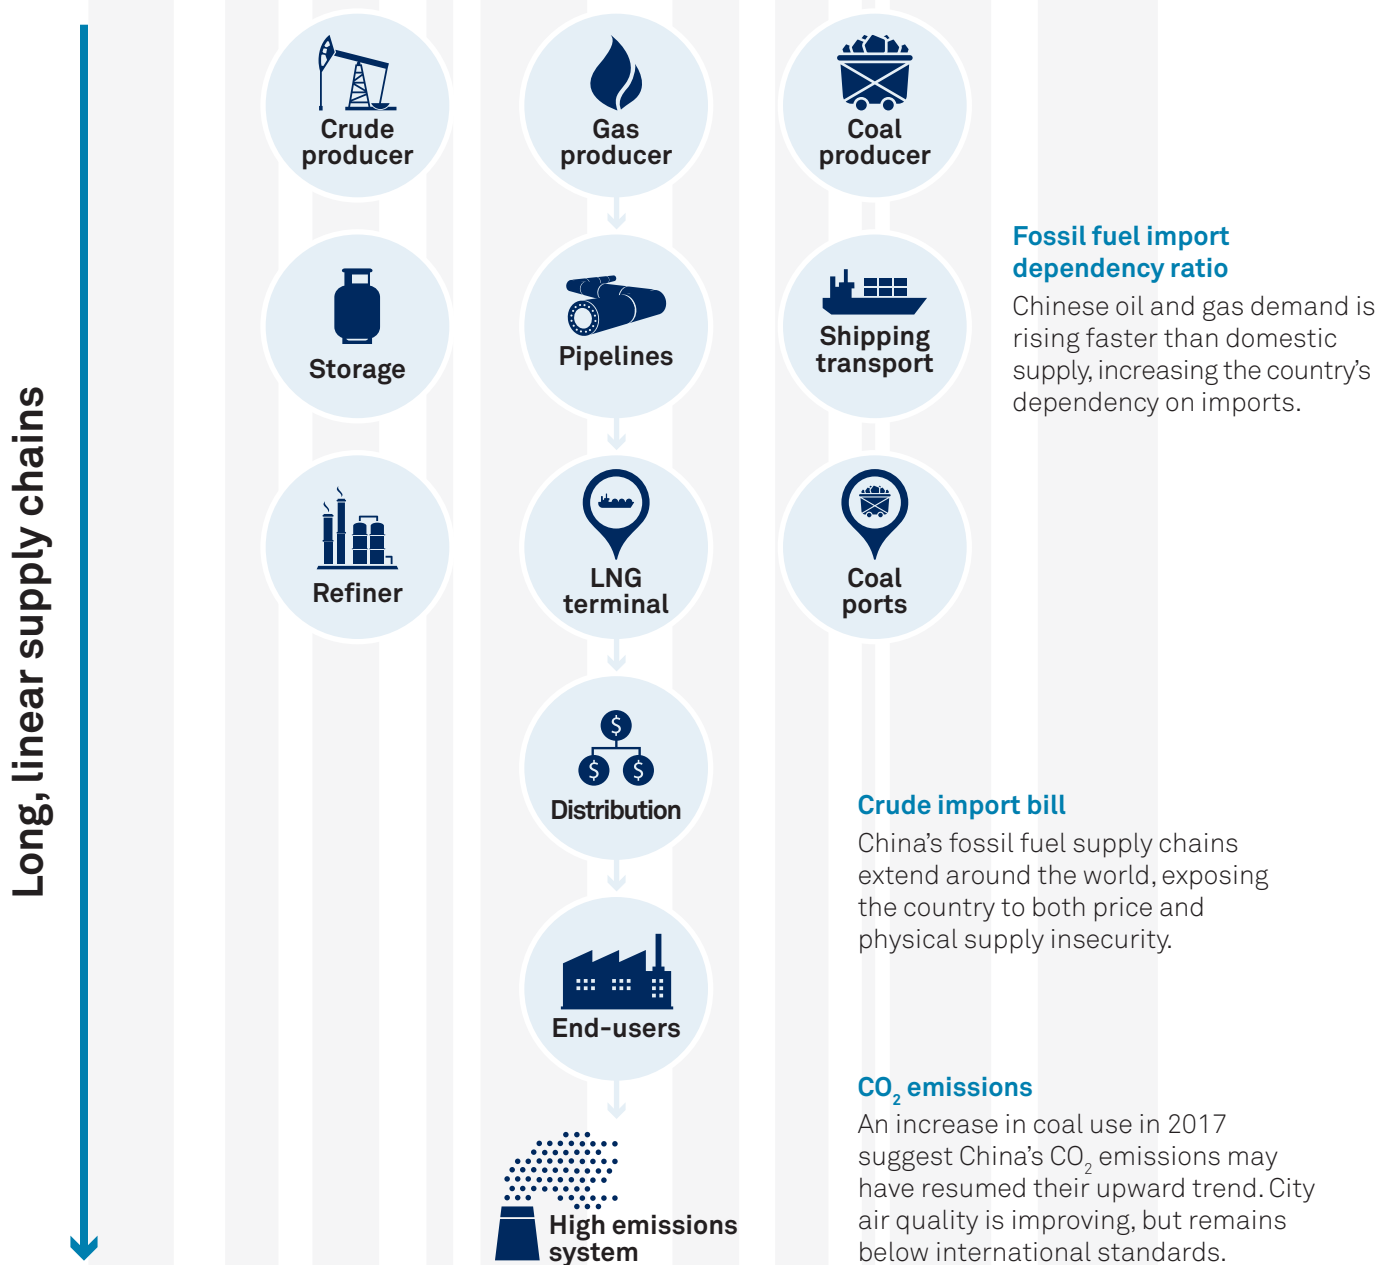 Long, linear supply chains
Crude
producer
Gas
producer
Coal
producer
Storage
Pipelines
Shipping
transport
Fossil fuel import
dependency ratio
Chinese oil and gas demand is
rising faster than domestic
supply, increasing the country’s
dependency on imports.
Refiner
LNG
terminal
Coal
ports
$
$ $
Distribution
Crude import bill
China’s fossil fuel supply chains
extend around the world, exposing
the country to both price and
physical supply insecurity.
End-users
CO₂ emissions
An increase in coal use in 2017
suggest China’s CO₂ emissions may
have resumed their upward trend. City
air quality is improving, but remains
below international standards.
High emissions
system